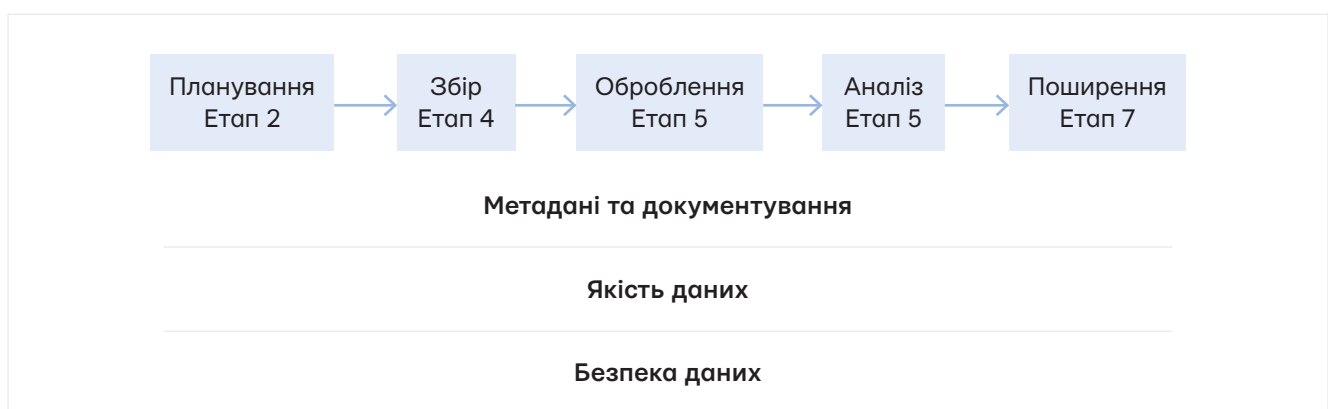 Планування
Етап 2
Збір
Етап 4
Оброблення
Етап 5
Аналіз
Етап 5
Поширення
Етап 7
Метадані та документування
Якість даних
Безпека даних